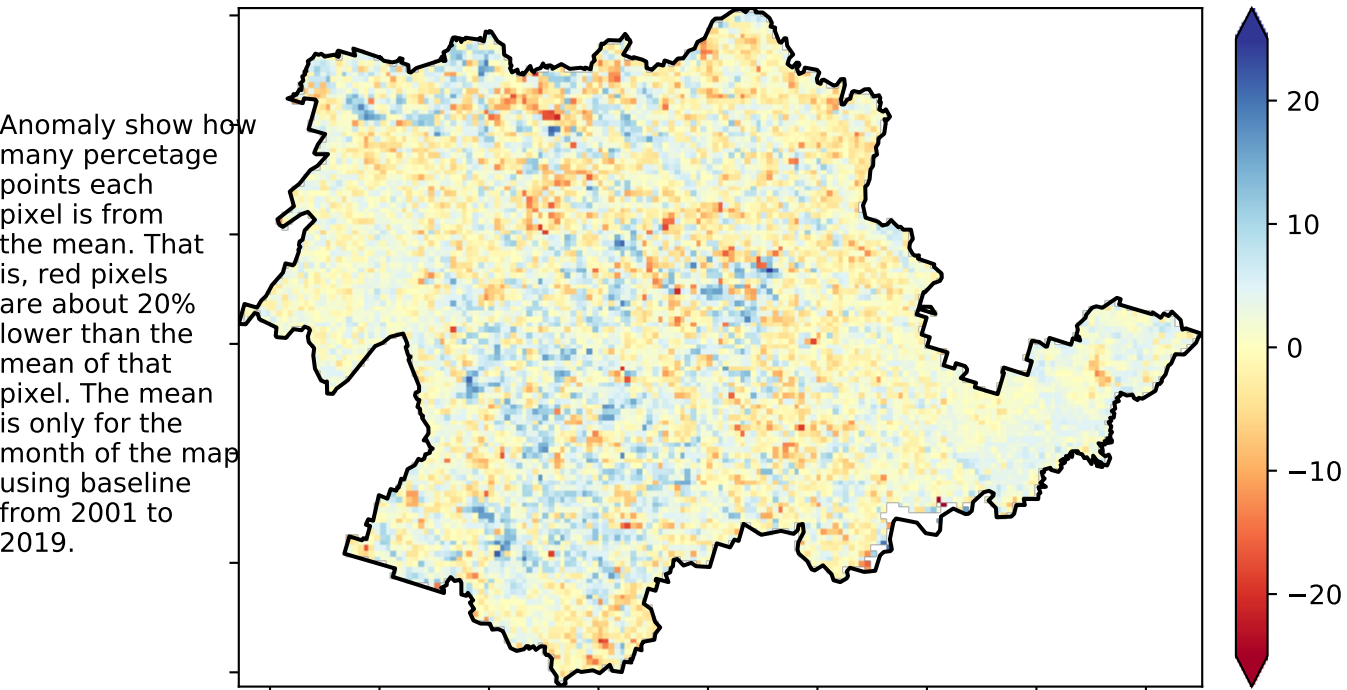 Anomaly show how
many percetage
points each
pixel is from
the mean. That
is, red pixels
are about 20%
lower than the
mean of that
pixel. The mean
is only for the
month of the map
using baseline
from 2001 to
2019.
20
10
0
−10
−20